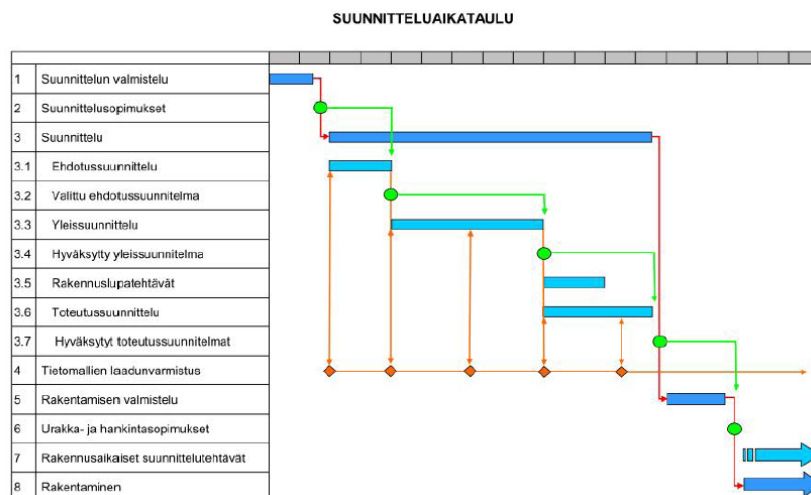 SUUNNITTELUAIKATAULU
1 Suunnittelun valmistelu
2 Suunnittelusopimukset
3 Suunnittelu
3.1 Ehdotussuunnittelu
3.2 Valittu ehdotussuunnitelma
3.3 Yleissuunnittelu
3.4 Hyväksytty yleissuunnitelma
3.5 Rakennuslupatehtävät
3.6 Toteutussuunnittelu
3.7 Hyväksytyt toteutussuunnitelmat
4 Tietomallien laadunvarmistus
5 Rakentamisen valmistelu
6 Urakka- ja hankintasopimukset
7 Rakennusaikaiset suunnittelutehtävät
8 Rakentaminen